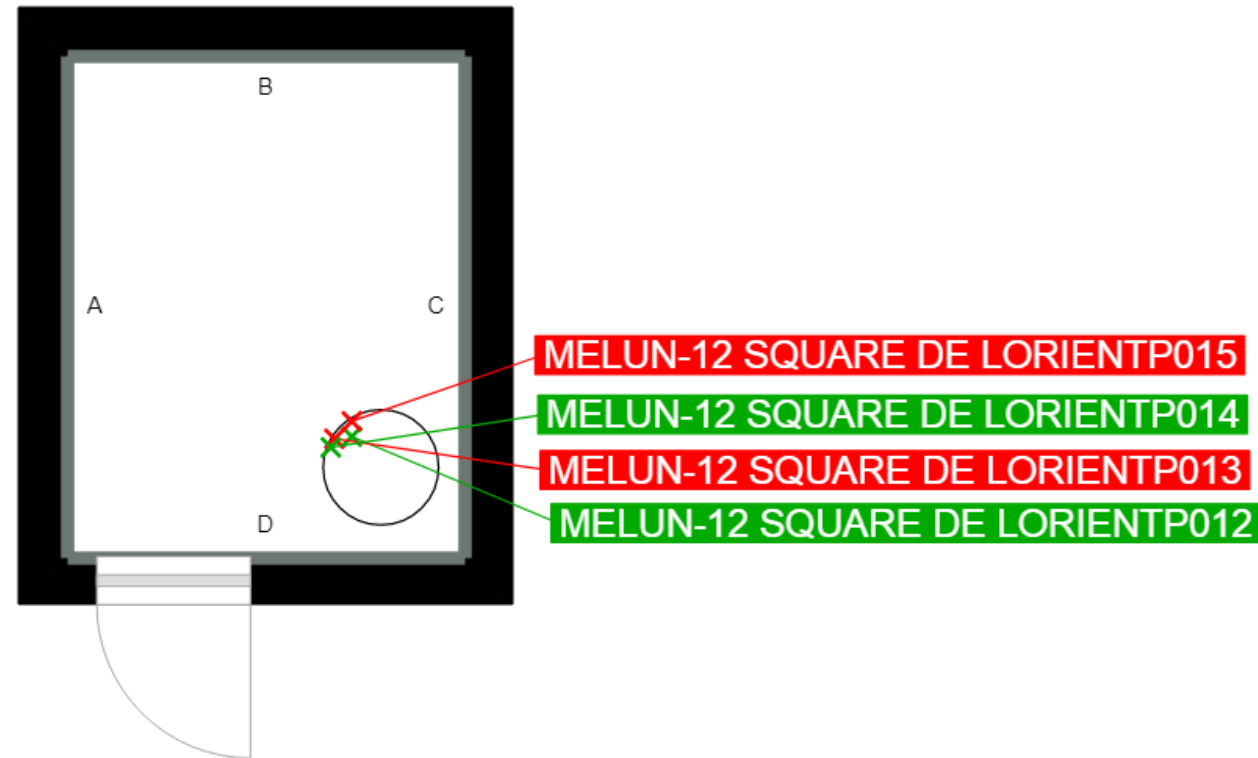 B
A
C
MELUN-12 SQUARE DE LORIENTP015
MELUN-12 SQUARE DE LORIENTP014
MELUN-12 SQUARE DE LORIENTP013
MELUN-12 SQUARE DE LORIENTP012
D